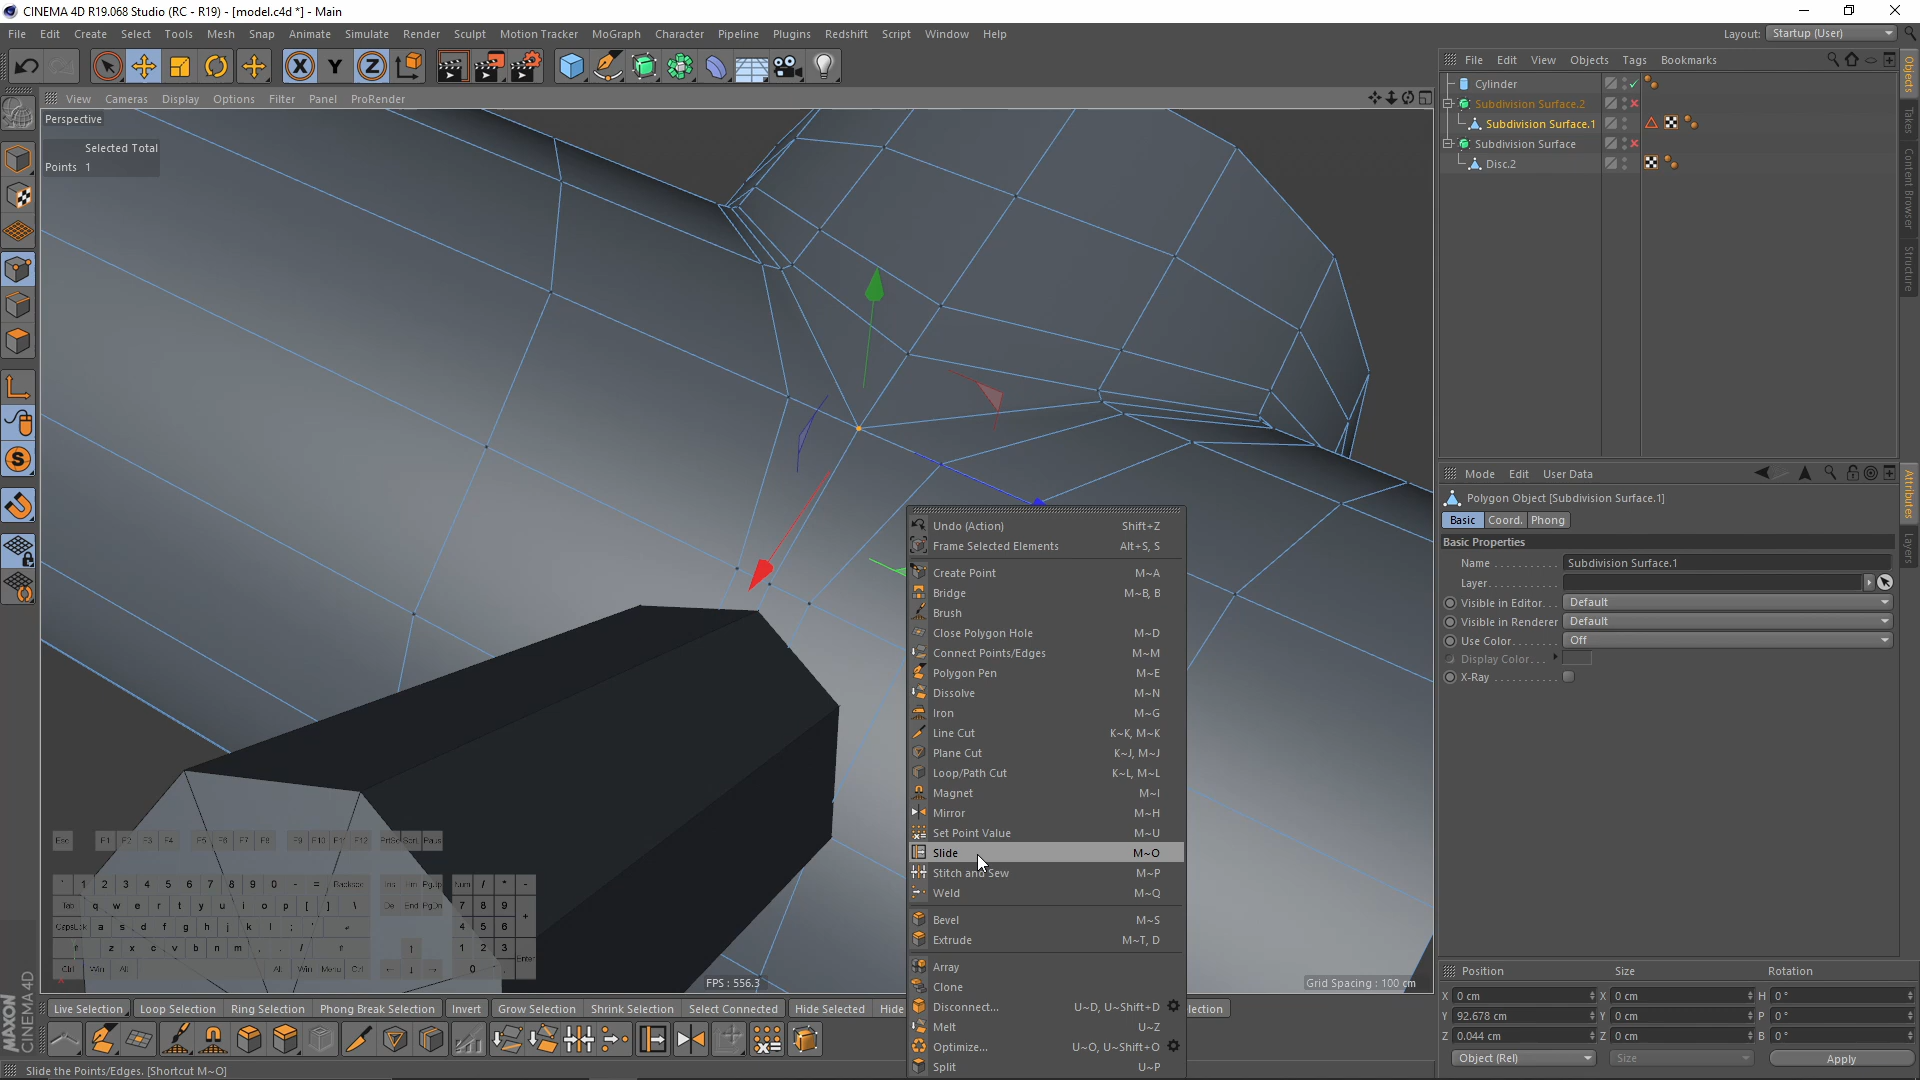 CINEMA 4D R19.068 Studio (RC - R19) - [model.c4d *] - Main
File Edit Create Select Tools Mesh Snap Animate Simulate Render Sculpt Motion Tracker MoGraph Character Pipeline Plugins Redshift Script Window Help
Layout: Startup (User)
View Cameras Display Options Filter Panel ProRender
Perspective
Selected Total
Points 1
File Edit View Objects Tags Bookmarks
Cylinder
Subdivision Surface.2
Subdivision Surface.1
Subdivision Surface
Disc.2
Objects
Takes
Content Browser
Structure
Undo (Action) Shift+Z
Frame Selected Elements Alt+S, S
Create Point M~A
Bridge M~B, B
Brush
Close Polygon Hole M~D
Connect Points/Edges M~M
Polygon Pen M~E
Dissolve M~N
Iron M~G
Line Cut K~K, M~K
Plane Cut K~J, M~J
Loop/Path Cut K~L, M~L
Magnet M~I
Mirror M~H
Set Point Value M~U
Slide M~O
Stitch and Sew M~P
Weld M~Q
Bevel M~S
Extrude M~T, D
Array
Clone
Disconnect... U~D, U~Shift+D
Melt U~Z
Optimize... U~O, U~Shift+O
Split U~P
Mode Edit User Data
Polygon Object [Subdivision Surface.1]
Basic Coord. Phong
Basic Properties
Name Subdivision Surface.1
Layer
Visible in Editor Default
Visible in Renderer Default
Use Color Off
Display Color
X-Ray
Attributes
Layers
FPS : 556.3
Grid Spacing : 100 cm
Live Selection Loop Selection Ring Selection Phong Break Selection Invert Grow Selection Shrink Selection Select Connected Hide Selected Hide
Position Size Rotation
X 0 cm X 0 cm H 0 °
Y 92.678 cm Y 0 cm P 0 °
Z 0.044 cm Z 0 cm B 0 °
Object (Rel) Size Apply
Slide the Points/Edges. [Shortcut M~O]
MAXON
CINEMA 4D